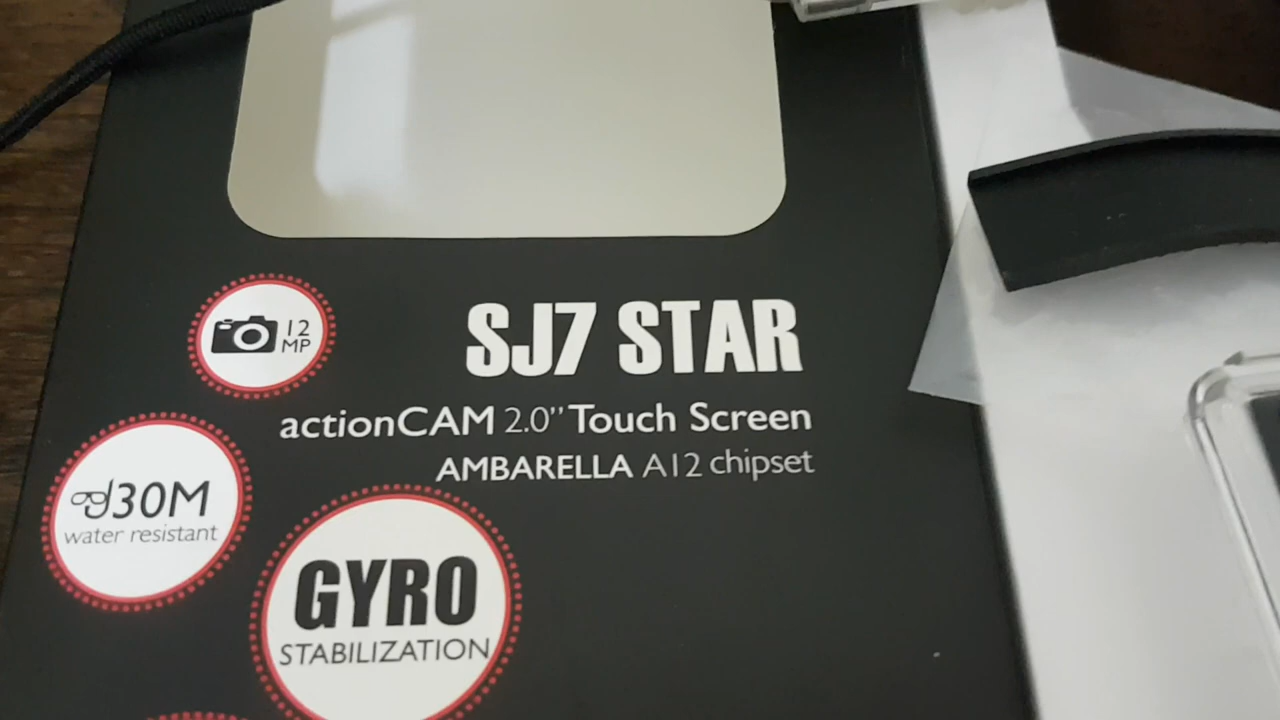 12
MP
SJ7 STAR
actionCAM 2.0" Touch Screen
AMBARELLA A12 chipset
30M
water resistant
GYRO
STABILIZATION